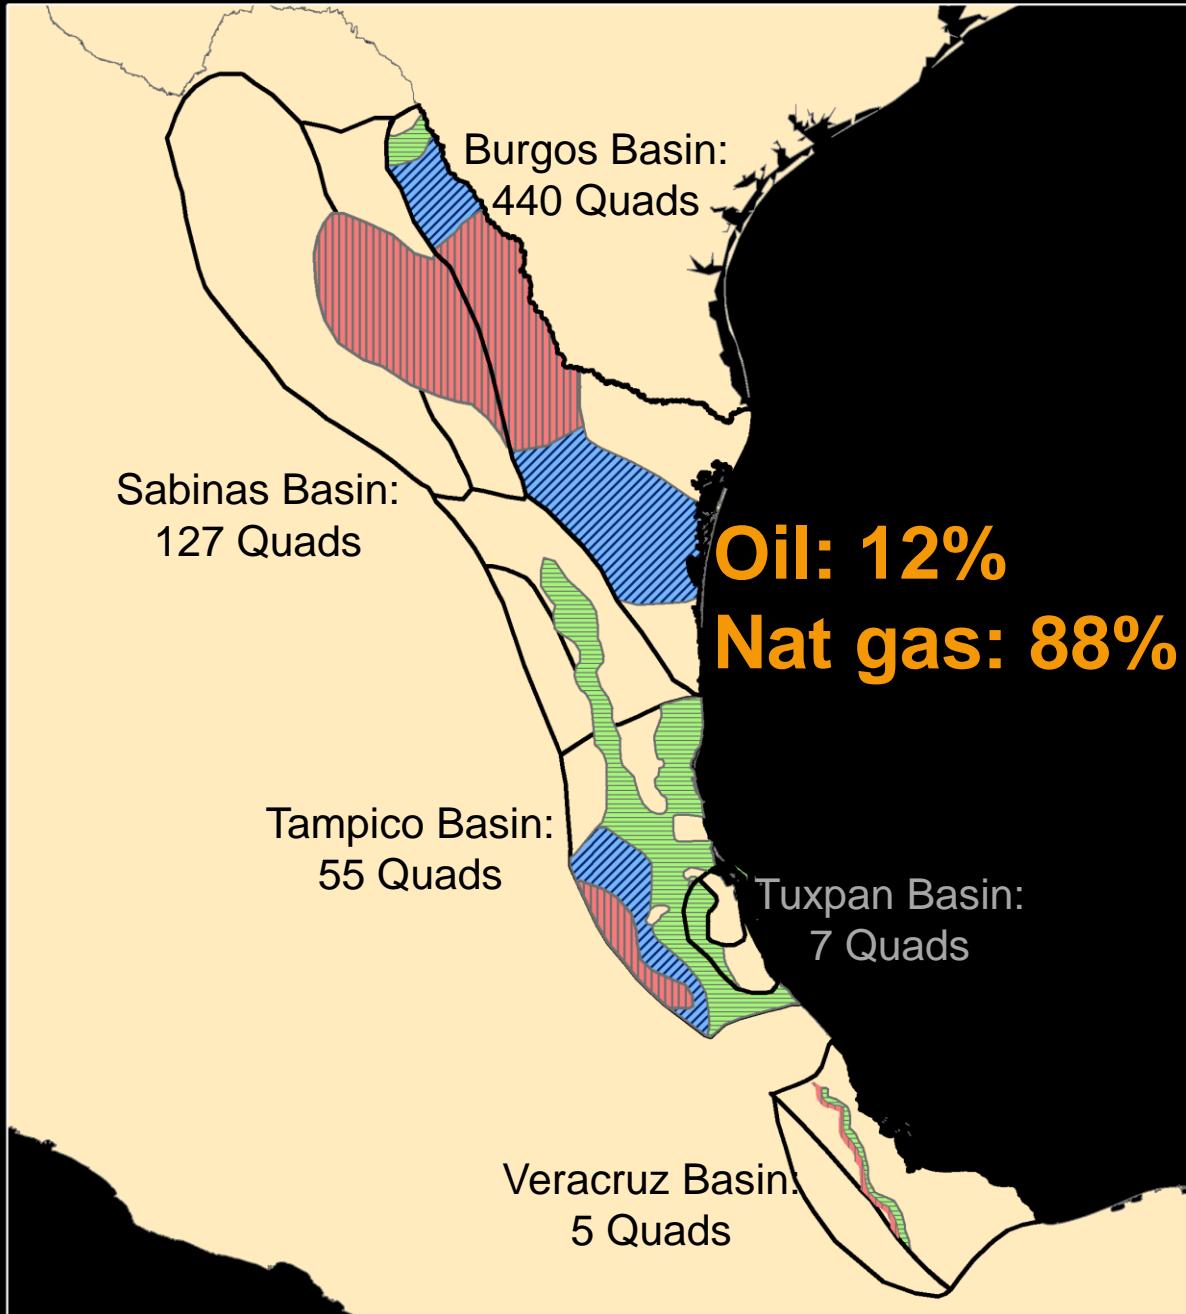 Burgos Basin:
440 Quads
Sabinas Basin:
127 Quads
Oil: 12%
Nat gas: 88%
Tampico Basin:
55 Quads
Tuxpan Basin:
7 Quads
Veracruz Basin:
5 Quads